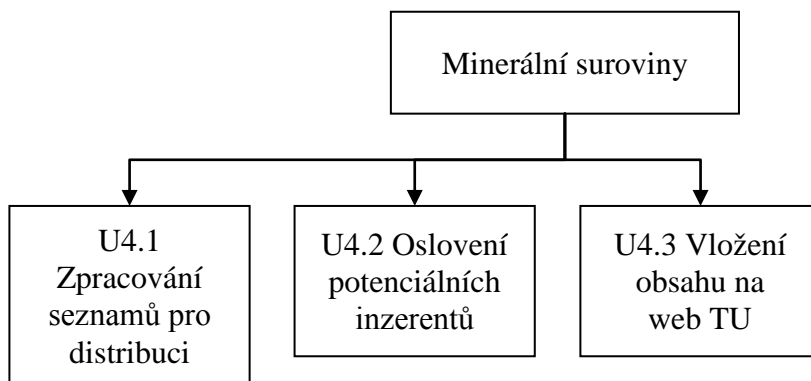 Minerální suroviny
U4.1
Zpracování
seznamů pro
distribuci
U4.2 Oslovení
potenciálních
inzerentů
U4.3 Vložení
obsahu na
web TU